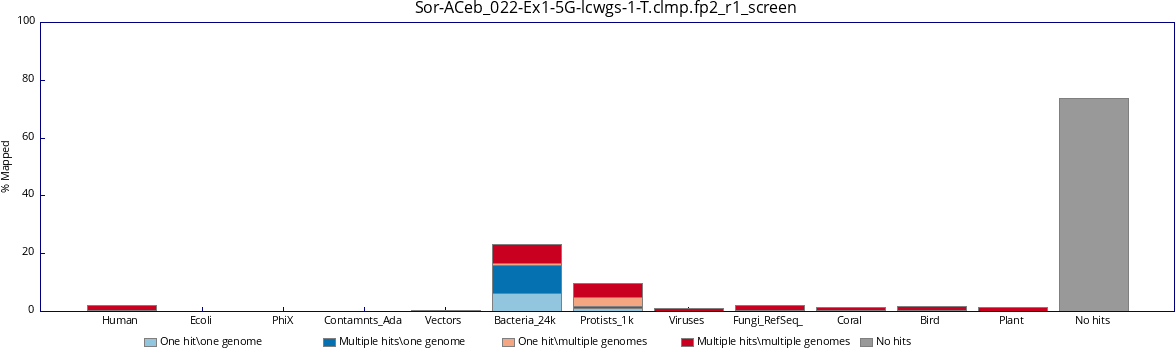 Sor-ACeb_022-Ex1-5G-lcwgs-1-T.clmp.fp2_r1_screen
100
80
60
40
20
0
% Mapped
Human Ecoli PhiX Contamnts_Ada Vectors Bacteria_24k Protists_1k Viruses Fungi_RefSeq_ Coral Bird Plant No hits
One hit\one genome Multiple hits\one genome One hit\multiple genomes Multiple hits\multiple genomes No hits